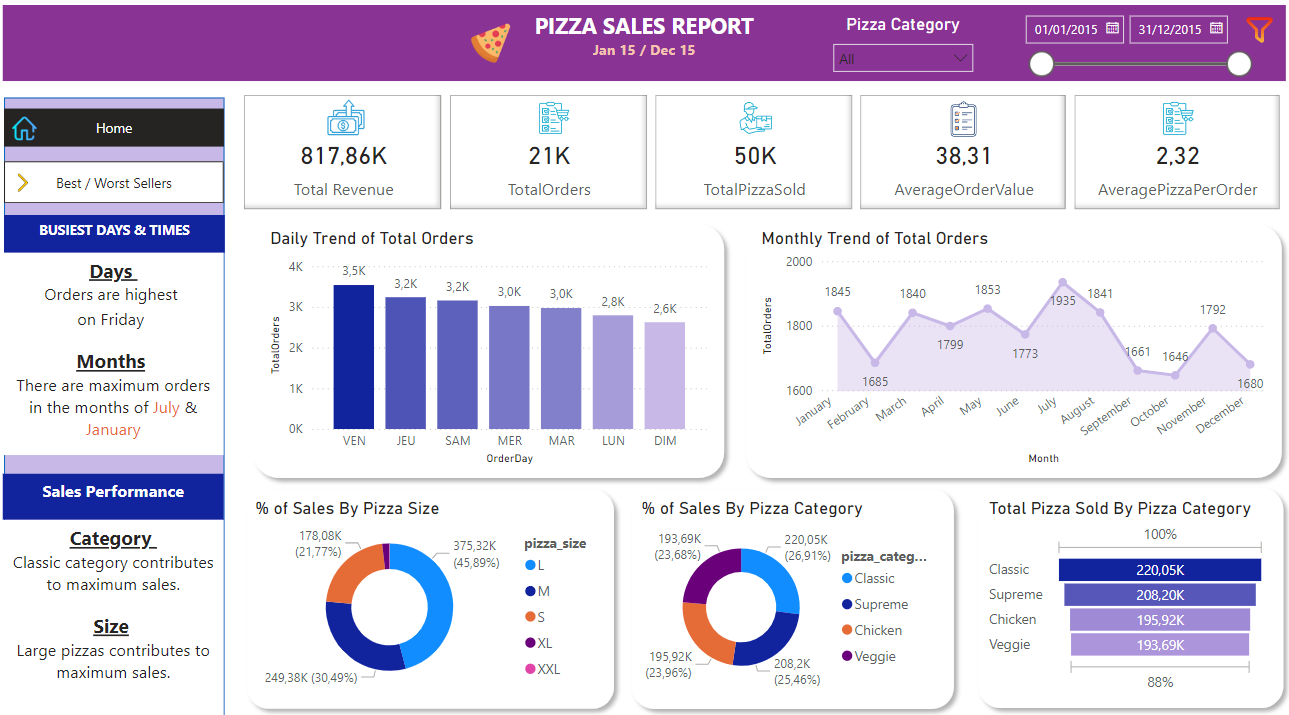 PIZZA SALES REPORT
Jan 15 / Dec 15
Pizza Category
All
01/01/2015
31/12/2015
Home
Best / Worst Sellers
BUSIEST DAYS & TIMES
Days
Orders are highest
on Friday
Months
There are maximum orders
in the months of July &
January
Sales Performance
Category
Classic category contributes
to maximum sales.
Size
Large pizzas contributes to
maximum sales.
817,86K
Total Revenue
21K
TotalOrders
50K
TotalPizzaSold
38,31
AverageOrderValue
2,32
AveragePizzaPerOrder
Daily Trend of Total Orders
TotalOrders
4K
3K
2K
1K
0K
3,5K
3,2K
3,2K
3,0K
3,0K
2,8K
2,6K
VEN
JEU
SAM
MER
MAR
LUN
DIM
OrderDay
Monthly Trend of Total Orders
TotalOrders
2000
1800
1600
1845
1685
1840
1799
1853
1773
1935
1841
1661
1646
1792
1680
January
February
March
April
May
June
July
August
September
October
November
December
Month
% of Sales By Pizza Size
178,08K
(21,77%)
375,32K
(45,89%)
249,38K (30,49%)
pizza_size
L
M
S
XL
XXL
% of Sales By Pizza Category
193,69K
(23,68%)
220,05K
(26,91%)
195,92K
(23,96%)
208,2K
(25,46%)
pizza_categ...
Classic
Supreme
Chicken
Veggie
Total Pizza Sold By Pizza Category
100%
Classic 220,05K
Supreme 208,20K
Chicken 195,92K
Veggie 193,69K
88%